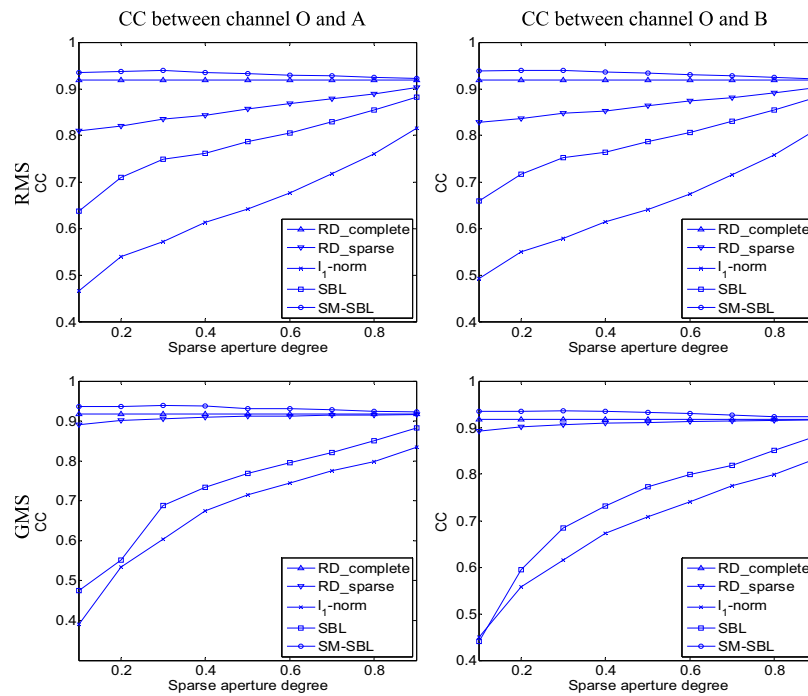 CC between channel O and A
CC between channel O and B
RMS
CC
1
0.9
0.8
0.7
0.6
0.5
0.4
0.2
0.4
0.6
0.8
Sparse aperture degree
RD_complete
RD_sparse
l1-norm
SBL
SM-SBL
CC
1
0.9
0.8
0.7
0.6
0.5
0.4
0.2
0.4
0.6
0.8
Sparse aperture degree
RD_complete
RD_sparse
l1-norm
SBL
SM-SBL
GMS
CC
1
0.9
0.8
0.7
0.6
0.5
0.4
0.2
0.4
0.6
0.8
Sparse aperture degree
RD_complete
RD_sparse
l1-norm
SBL
SM-SBL
CC
1
0.9
0.8
0.7
0.6
0.5
0.4
0.2
0.4
0.6
0.8
Sparse aperture degree
RD_complete
RD_sparse
l1-norm
SBL
SM-SBL